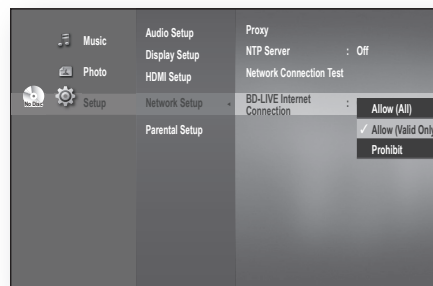 Music
Photo
No Disc
Setup
Audio Setup
Display Setup
HDMI Setup
Network Setup
Parental Setup
Proxy
NTP Server : Off
Network Connection Test
BD-LIVE Internet
Connection :
Allow (All)
Allow (Valid Only
Prohibit